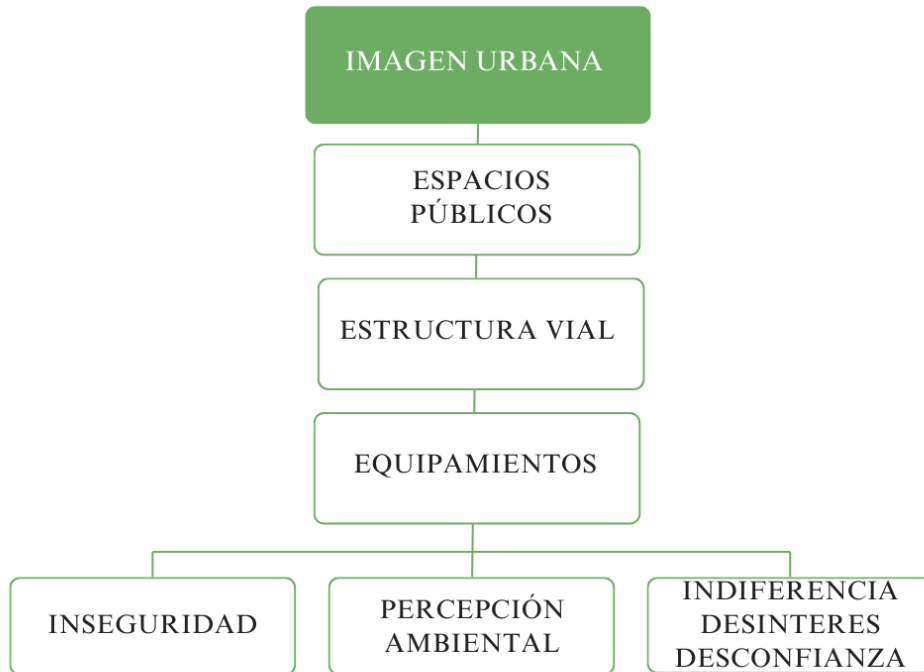 IMAGEN URBANA
ESPACIOS
PÚBLICOS
ESTRUCTURA VIAL
EQUIPAMIENTOS
INSEGURIDAD
PERCEPCIÓN
AMBIENTAL
INDIFERENCIA
DESINTERES
DESCONFIANZA